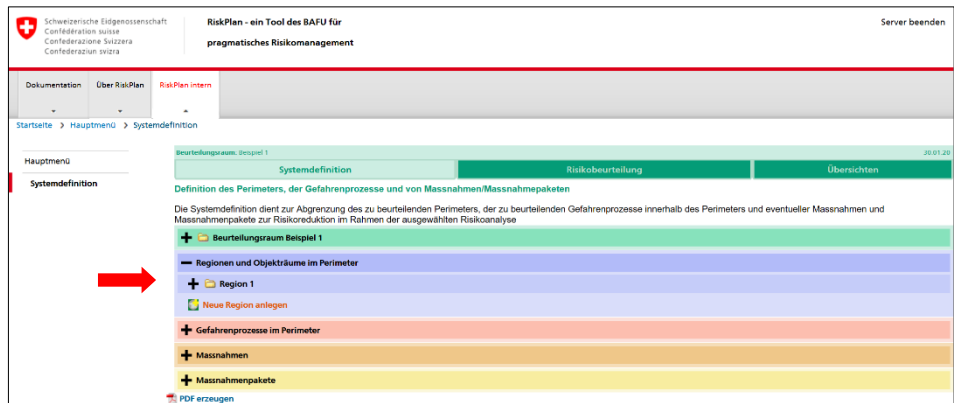 Schweizerische Eidgenossenschaft
Confédération suisse
Confederazione Svizzera
Confederaziun svizra
RiskPlan - ein Tool des BAFU für
pragmatisches Risikomanagement
Server beenden
Dokumentation
Über RiskPlan
RiskPlan intern
Startseite > Hauptmenü > Systemdefinition
Hauptmenü
Systemdefinition
Beurteilungsraum: Beispiel 1
30.01.20
Systemdefinition
Risikobeurteilung
Übersichten
Definition des Perimeters, der Gefahrenprozesse und von Massnahmen/Massnahmepaketen
Die Systemdefinition dient zur Abgrenzung des zu beurteilenden Perimeters, der zu beurteilenden Gefahrenprozesse innerhalb des Perimeters und eventueller Massnahmen und
Massnahmenpakete zur Risikoreduktion im Rahmen der ausgewählten Risikoanalyse
Beurteilungsraum Beispiel 1
Regionen und Objekträume im Perimeter
Region 1
Neue Region anlegen
Gefahrenprozesse im Perimeter
Massnahmen
Massnahmenpakete
PDF erzeugen